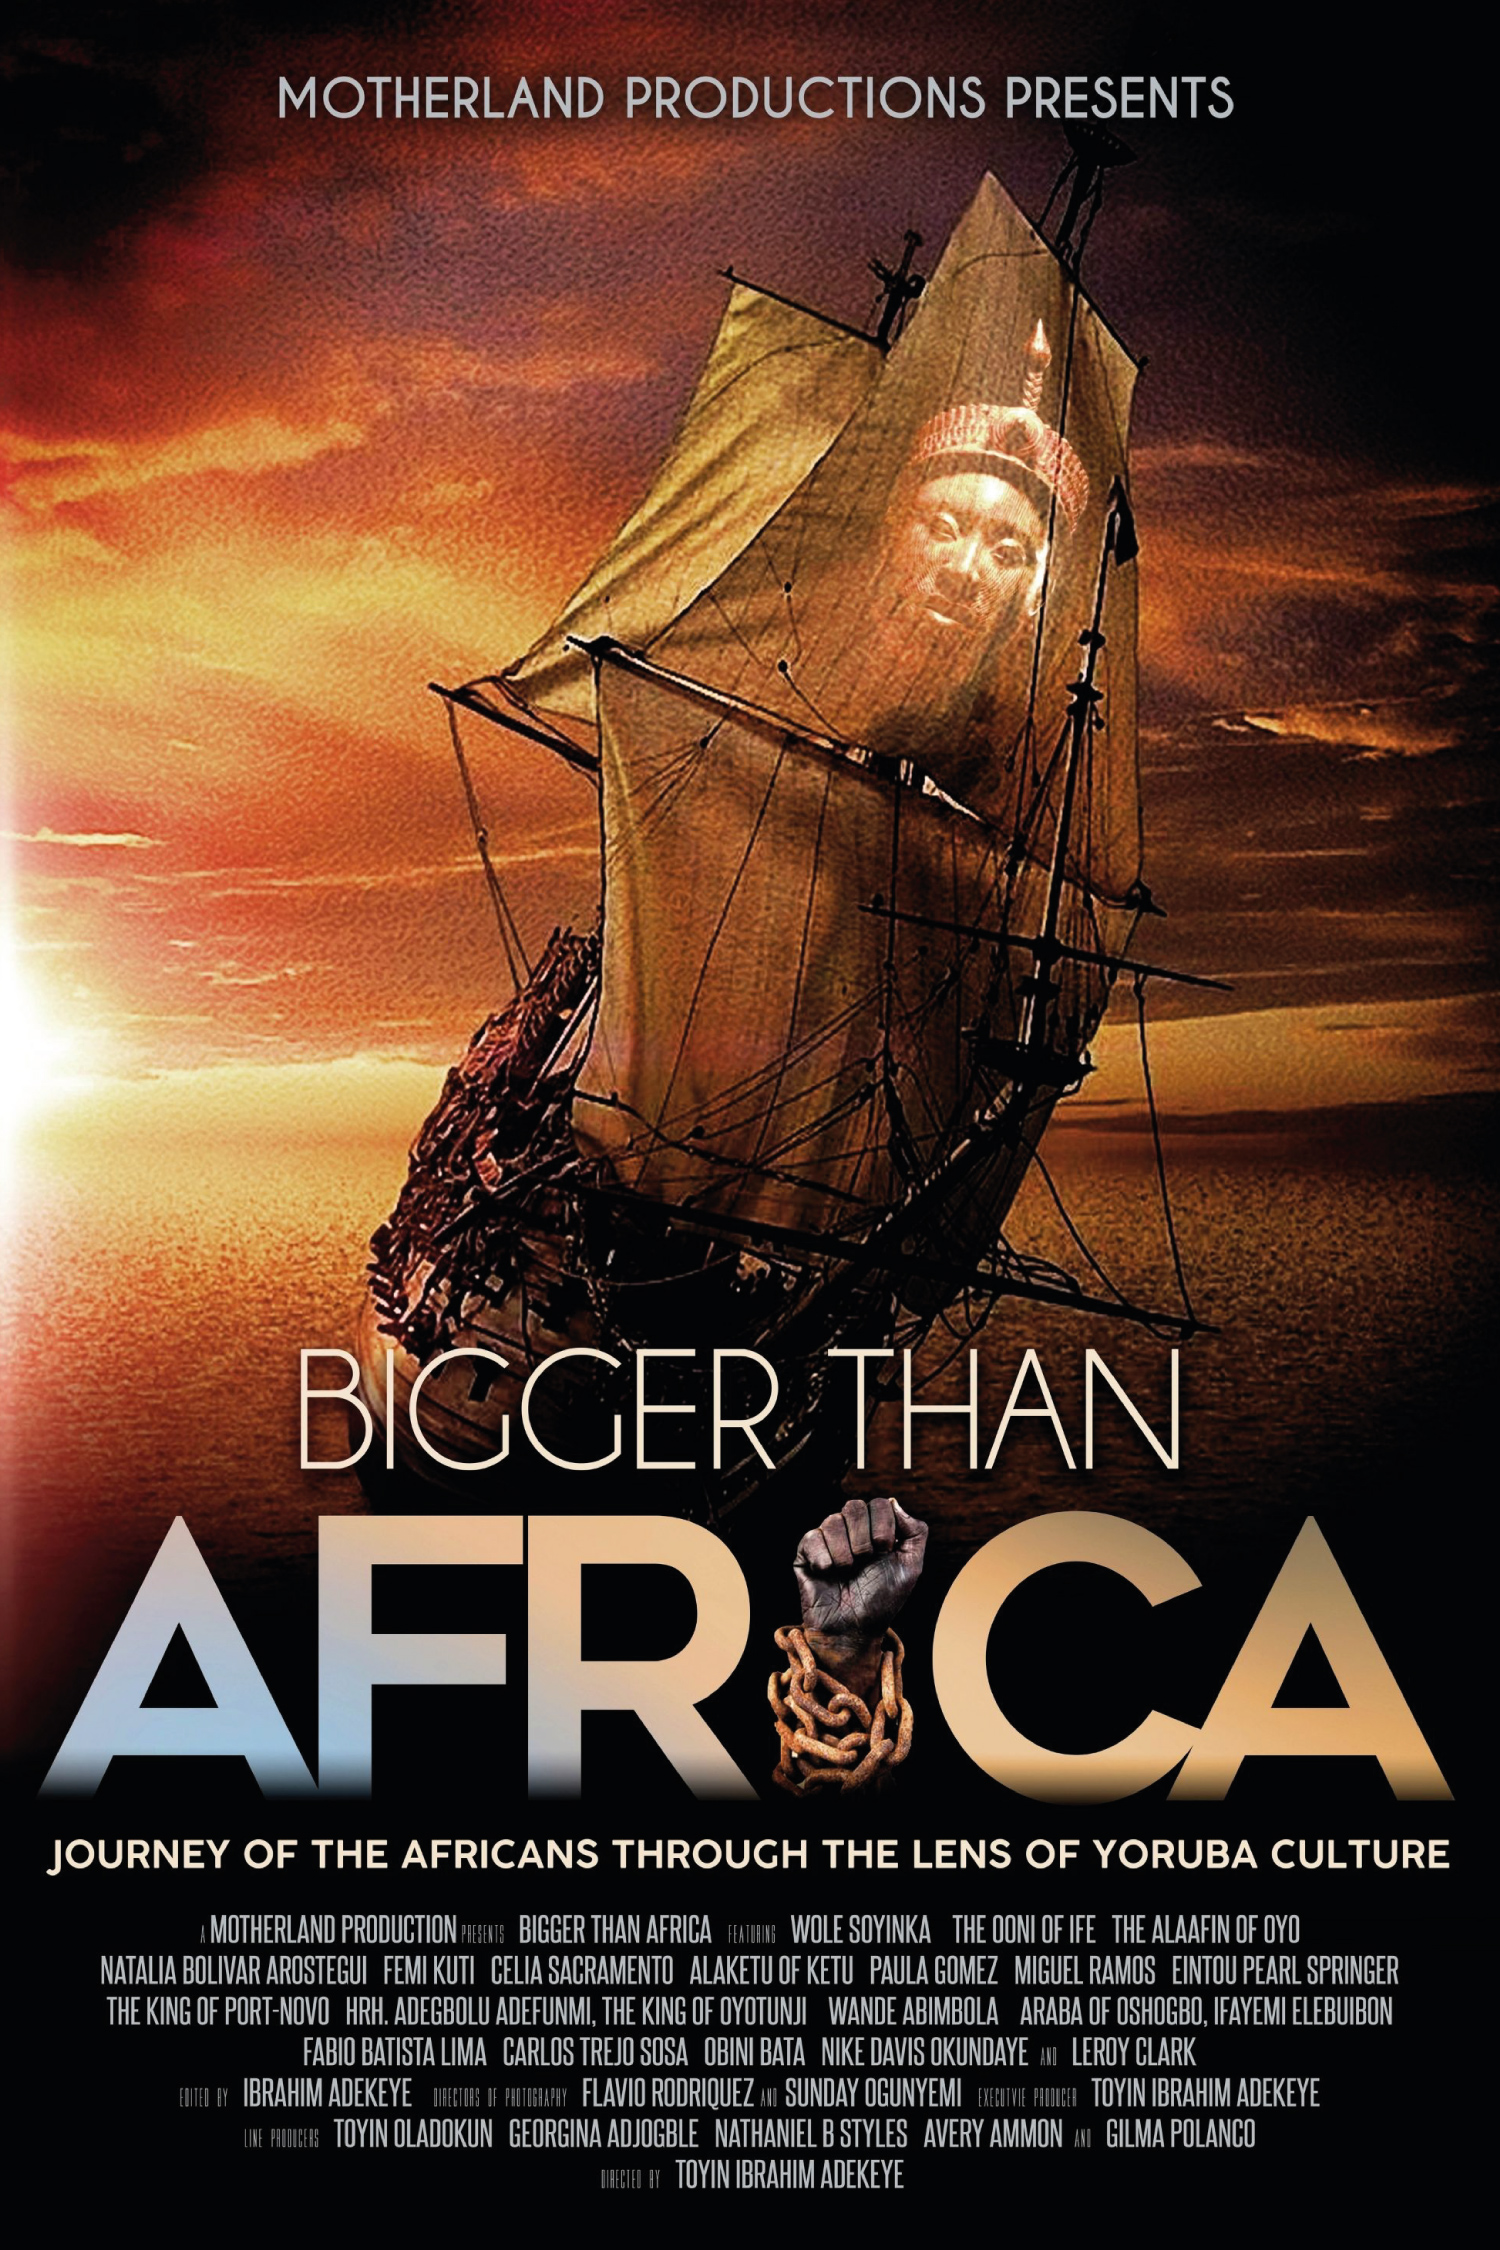 MOTHERLAND PRODUCTIONS PRESENTS
BIGGER THAN
AFRICA
JOURNEY OF THE AFRICANS THROUGH THE LENS OF YORUBA CULTURE
A MOTHERLAND PRODUCTION PRESENTS BIGGER THAN AFRICA FEATURING WOLE SOYINKA THE OONI OF IFE THE ALAAFIN OF OYO
NATALIA BOLIVAR AROSTEGUI FEMI KUTI CELIA SACRAMENTO ALAKETU OF KETU PAULA GOMEZ MIGUEL RAMOS EINTOU PEARL SPRINGER
THE KING OF PORT-NOVO HRH. ADEGBOLU ADEFUNMI, THE KING OF OYOTUNJI WANDE ABIMBOLA ARABA OF OSHOGBO, IFAYEMI ELEBUIBON
FABIO BATISTA LIMA CARLOS TREJO SOSA OBINI BATA NIKE DAVIS OKUNDAYE AND LEROY CLARK
EDITED BY IBRAHIM ADEKEYE DIRECTORS OF PHOTOGRAPHY FLAVIO RODRIQUEZ AND SUNDAY OGUNYEMI EXECUTVIE PRODUCER TOYIN IBRAHIM ADEKEYE
LINE PRODUCERS TOYIN OLADOKUN GEORGINA ADJOGBLE NATHANIEL B STYLES AVERY AMMON AND GILMA POLANCO
DIRECTED BY TOYIN IBRAHIM ADEKEYE